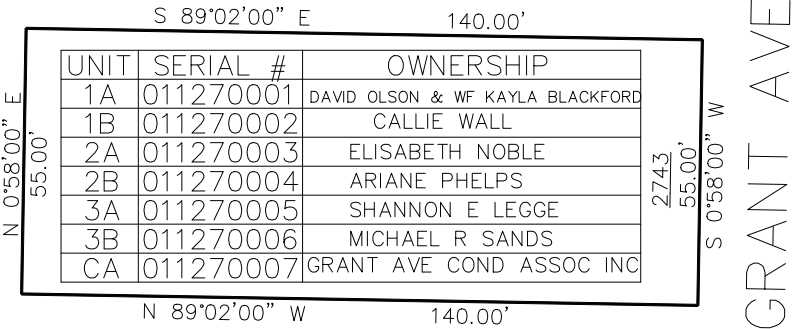 S 89°02'00" E 140.00'
N 0°58'00" E
55.00'
UNIT SERIAL # OWNERSHIP
1A 011270001 DAVID OLSON & WF KAYLA BLACKFORD
1B 011270002 CALLIE WALL
2A 011270003 ELISABETH NOBLE
2B 011270004 ARIANE PHELPS
3A 011270005 SHANNON E LEGGE
3B 011270006 MICHAEL R SANDS
CA 011270007 GRANT AVE COND ASSOC INC
2743
55.00'
S 0°58'00" W
GRANT AVE
N 89°02'00" W 140.00'